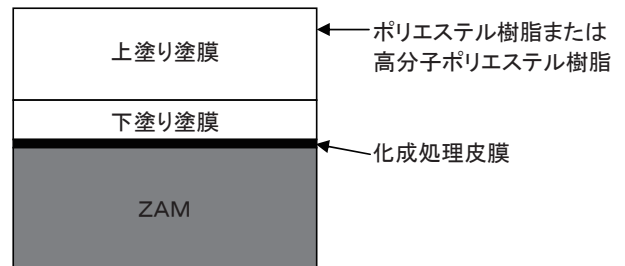 上塗り塗膜
ポリエステル樹脂または
高分子ポリエステル樹脂
下塗り塗膜
化成処理皮膜
ZAM